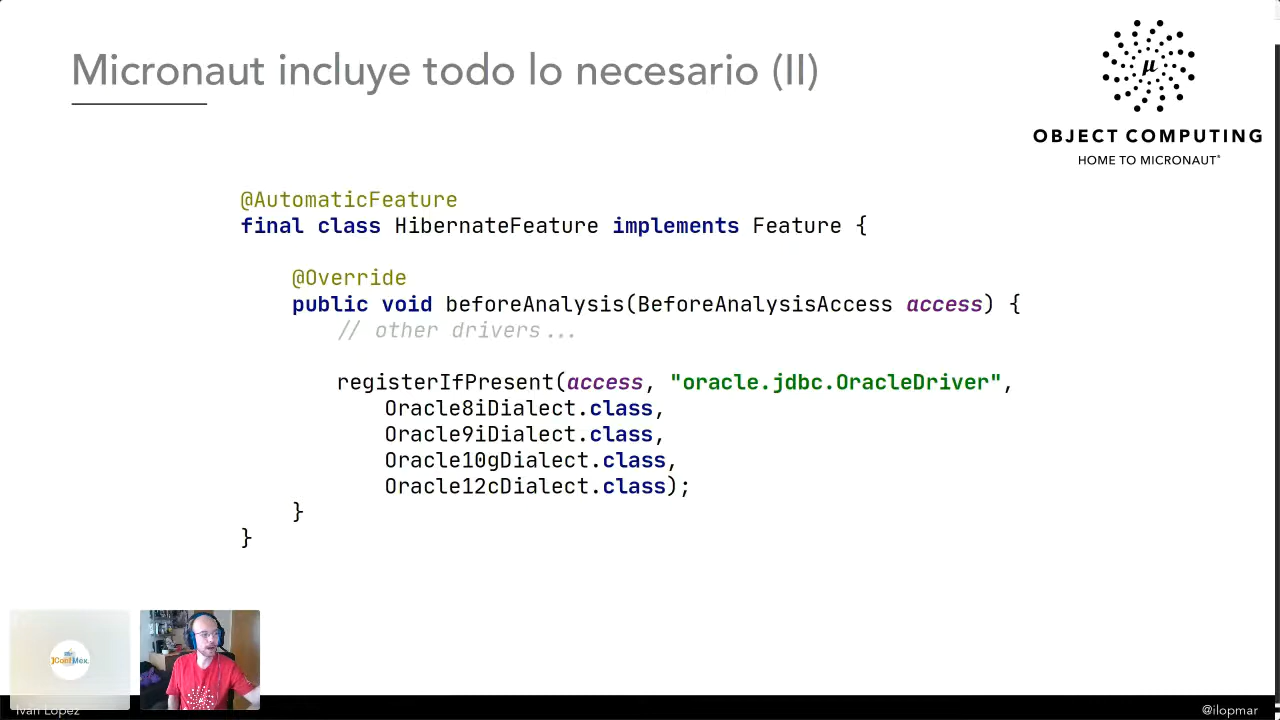 Micronaut incluye todo lo necesario (II)
µ
OBJECT COMPUTING
HOME TO MICRONAUT®
@AutomaticFeature
final class HibernateFeature implements Feature {
@Override
public void beforeAnalysis(BeforeAnalysisAccess access) {
// other drivers...
registerIfPresent(access, "oracle.jdbc.OracleDriver",
Oracle8iDialect.class,
Oracle9iDialect.class,
Oracle10gDialect.class,
Oracle12cDialect.class);
}
}
JConfMex.
Iván López
@ilopmar